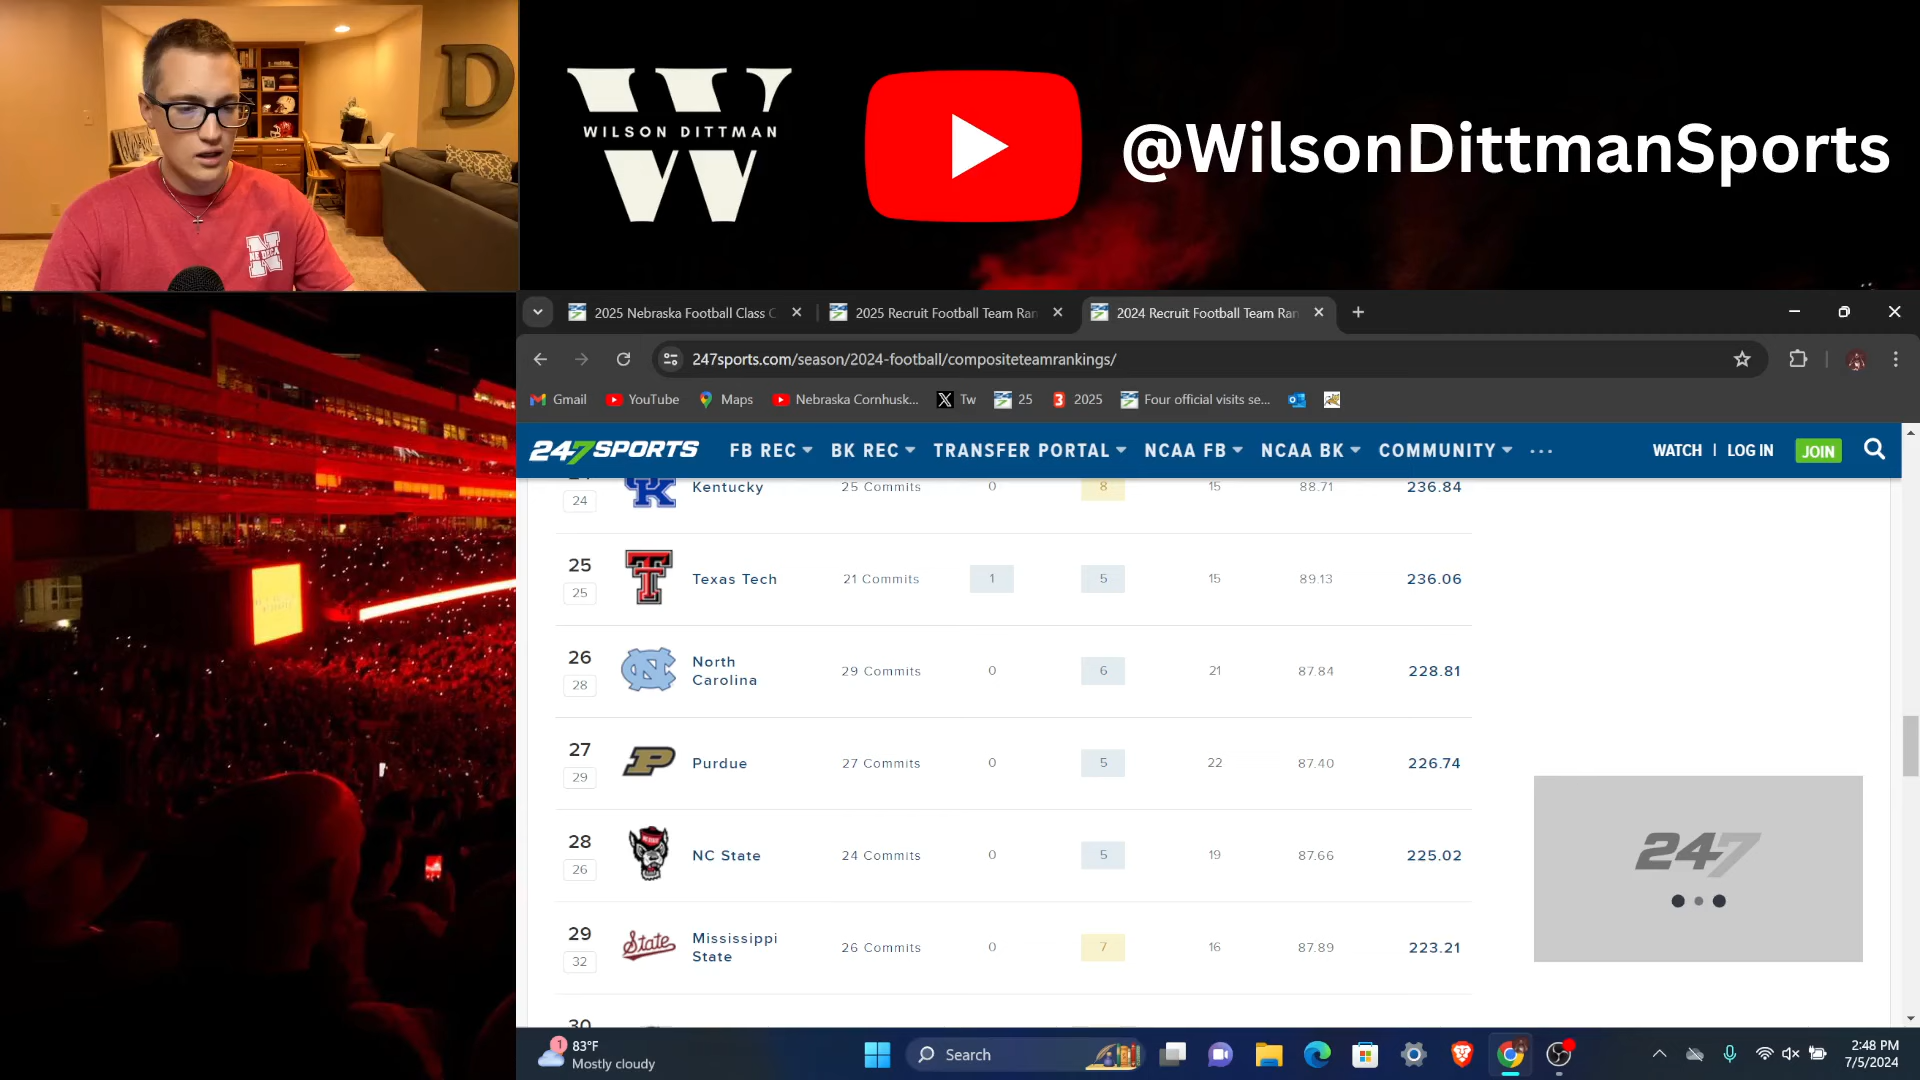 WILSON DITTMAN
@WilsonDittmanSports
D
N
2025 Nebraska Football Class C
2025 Recruit Football Team Ran
2024 Recruit Football Team Ran
247sports.com/season/2024-football/compositeteamrankings/
Gmail YouTube Maps Nebraska Cornhusk... Tw 25 2025 Four official visits se...
247SPORTS FB REC BK REC TRANSFER PORTAL NCAA FB NCAA BK COMMUNITY ... WATCH | LOG IN JOIN
24 Kentucky 25 Commits 0 8 15 88.71 236.84
25 Texas Tech 21 Commits 1 5 15 89.13 236.06
25
26 North Carolina 29 Commits 0 6 21 87.84 228.81
28
27 Purdue 27 Commits 0 5 22 87.40 226.74
29
28 NC State 24 Commits 0 5 19 87.66 225.02
26
29 Mississippi State 26 Commits 0 7 16 87.89 223.21
32
30
247
1
83°F
Mostly cloudy
Search
2:48 PM
7/5/2024